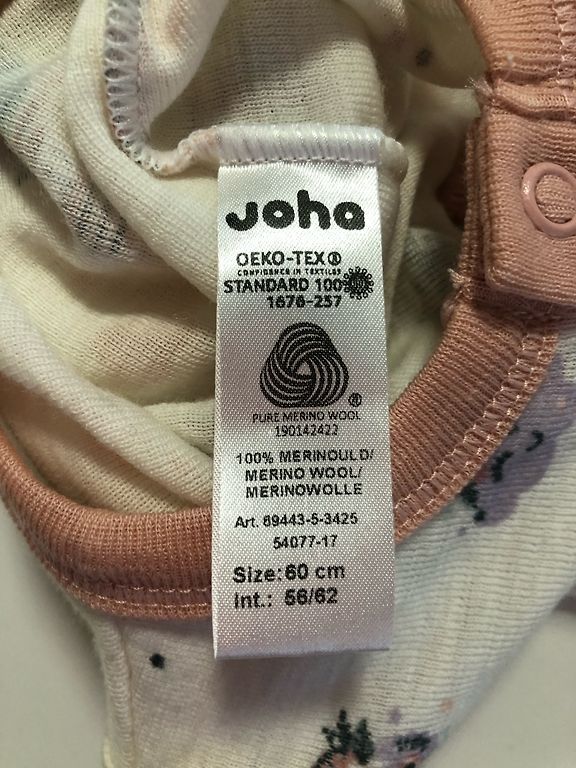 Joha
OEKO-TEX®
CONFIDENCE IN TEXTILES
STANDARD 100
1676-257
®
PURE MERINO WOOL
190142422
100% MERINOULD/
MERINO WOOL/
MERINOWOLLE
Art. 69443-5-3425
54077-17
Size: 60 cm
Int.: 56/62